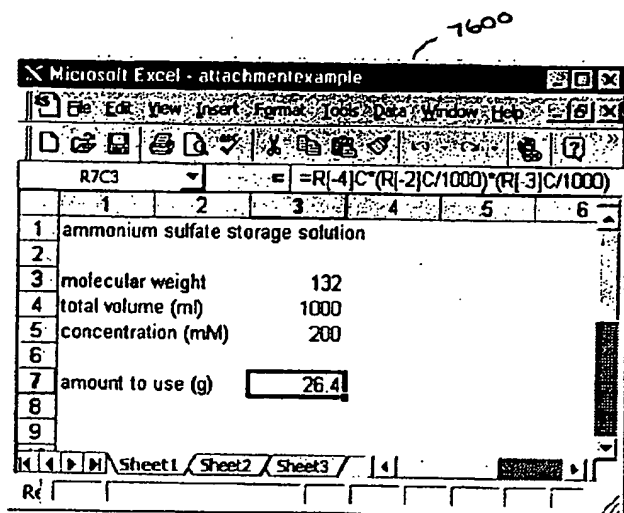 7600
Microsoft Excel - attachmentexample
File Edit View Insert Format Tools Data Window Help
R7C3 = =R[-4]C*(R[-2]C/1000)*(R[-3]C/1000)
1 2 3 4 5 6
1 ammonium sulfate storage solution
2
3 molecular weight 132
4 total volume (ml) 1000
5 concentration (mM) 200
6
7 amount to use (g) 26.4
8
9
Sheet1 Sheet2 Sheet3